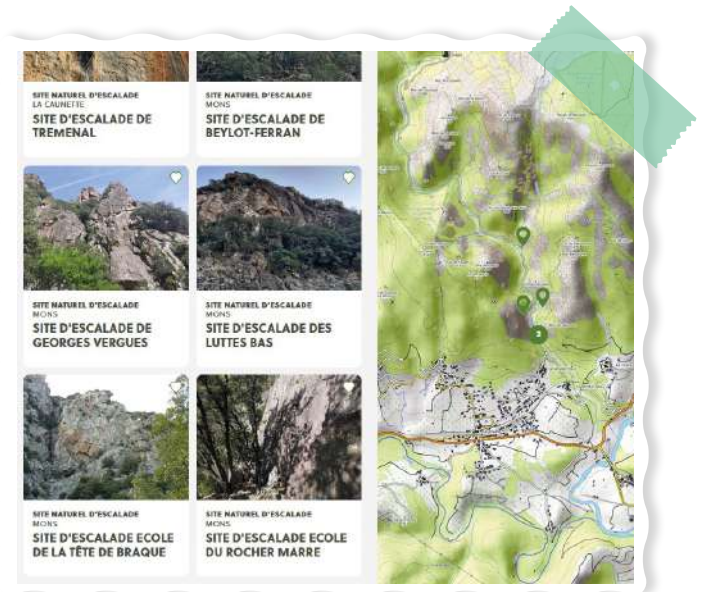 SITE NATUREL D'ESCALADE
LA CAUNETTE
SITE D'ESCALADE DE
TREMENAL
SITE NATUREL D'ESCALADE
MONS
SITE D'ESCALADE DE
BEYLOT-FERRAN
SITE NATUREL D'ESCALADE
MONS
SITE D'ESCALADE DE
GEORGES VERGUES
SITE NATUREL D'ESCALADE
MONS
SITE D'ESCALADE DES
LUTTES BAS
SITE NATUREL D'ESCALADE
MONS
SITE D'ESCALADE ECOLE
DE LA TÊTE DE BRAQUE
SITE NATUREL D'ESCALADE
MONS
SITE D'ESCALADE ECOLE
DU ROCHER MARRE
3